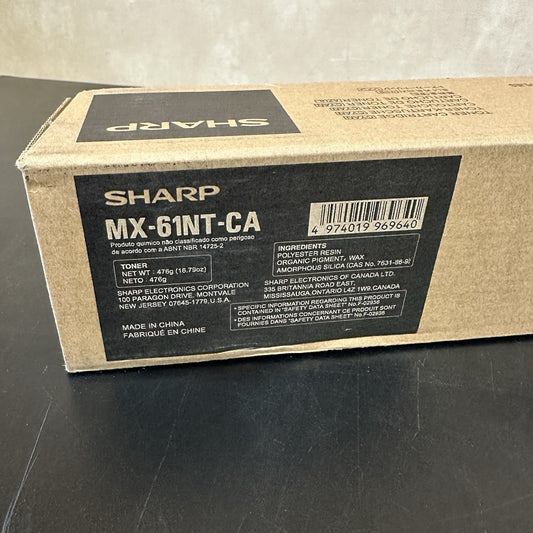 SHARP
TONER CARTRIDGE (CYAN)
SHARP
MX-61NT-CA
Produto químico não classificado como perigoso
de acordo com a ABNT NBR 14725-2
TONER
NET WT : 476g (16.79oz)
NETO : 476g
SHARP ELECTRONICS CORPORATION
100 PARAGON DRIVE, MONTVALE
NEW JERSEY 07645-1779, U.S.A.
MADE IN CHINA
FABRIQUÉ EN CHINE
4 974019 969640
INGREDIENTS
POLYESTER RESIN
ORGANIC PIGMENT, WAX
AMORPHOUS SILICA (CAS No. 7631-86-9)
SHARP ELECTRONICS OF CANADA LTD.
335 BRITANNIA ROAD EAST,
MISSISSAUGA, ONTARIO L4Z 1W9, CANADA
• SPECIFIC INFORMATION REGARDING THIS PRODUCT IS
CONTAINED IN "SAFETY DATA SHEET" No.F-02936
• DES INFORMATIONS CONCERNANT CE PRODUIT SONT
FOURNIES DANS "SAFETY DATA SHEET" No.F-02936